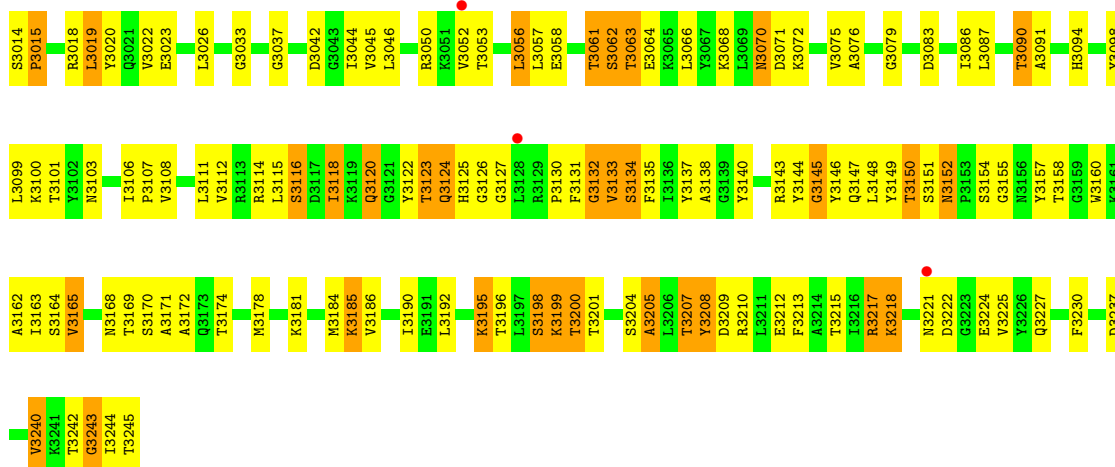 S3014 P3015 R3018 L3019 Y3020 Q3021 V3022 E3023 L3026 G3033 G3037 D3042 G3043 I3044 V3045 L3046 R3050 K3051 V3052 T3053 L3056 L3057 E3058 T3061 S3062 T3063 E3064 K3065 L3066 Y3067 K3068 L3069 N3070 D3071 K3072 V3075 A3076 G3079 D3083 I3086 L3087 T3090 A3091 H3094 Y3098
L3099 K3100 T3101 Y3102 N3103 I3106 P3107 V3108 L3111 V3112 R3113 R3114 L3115 S3116 D3117 I3118 K3119 Q3120 G3121 Y3122 T3123 Q3124 H3125 G3126 G3127 L3128 R3129 P3130 F3131 G3132 V3133 S3134 F3135 I3136 Y3137 A3138 G3139 Y3140 R3143 Y3144 G3145 Y3146 Q3147 L3148 Y3149 T3150 S3151 N3152 P3153 S3154 G3155 N3156 Y3157 T3158 G3159 W3160 K3161
A3162 I3163 S3164 V3165 N3168 T3169 S3170 A3171 A3172 Q3173 T3174 M3178 K3181 M3184 K3185 V3186 I3190 E3191 L3192 K3195 T3196 L3197 S3198 K3199 T3200 T3201 S3204 A3205 L3206 T3207 Y3208 D3209 R3210 L3211 E3212 F3213 A3214 T3215 I3216 R3217 K3218 N3221 D3222 G3223 E3224 V3225 Y3226 Q3227 F3230
V3240 K3241 T3242 G3243 I3244 T3245